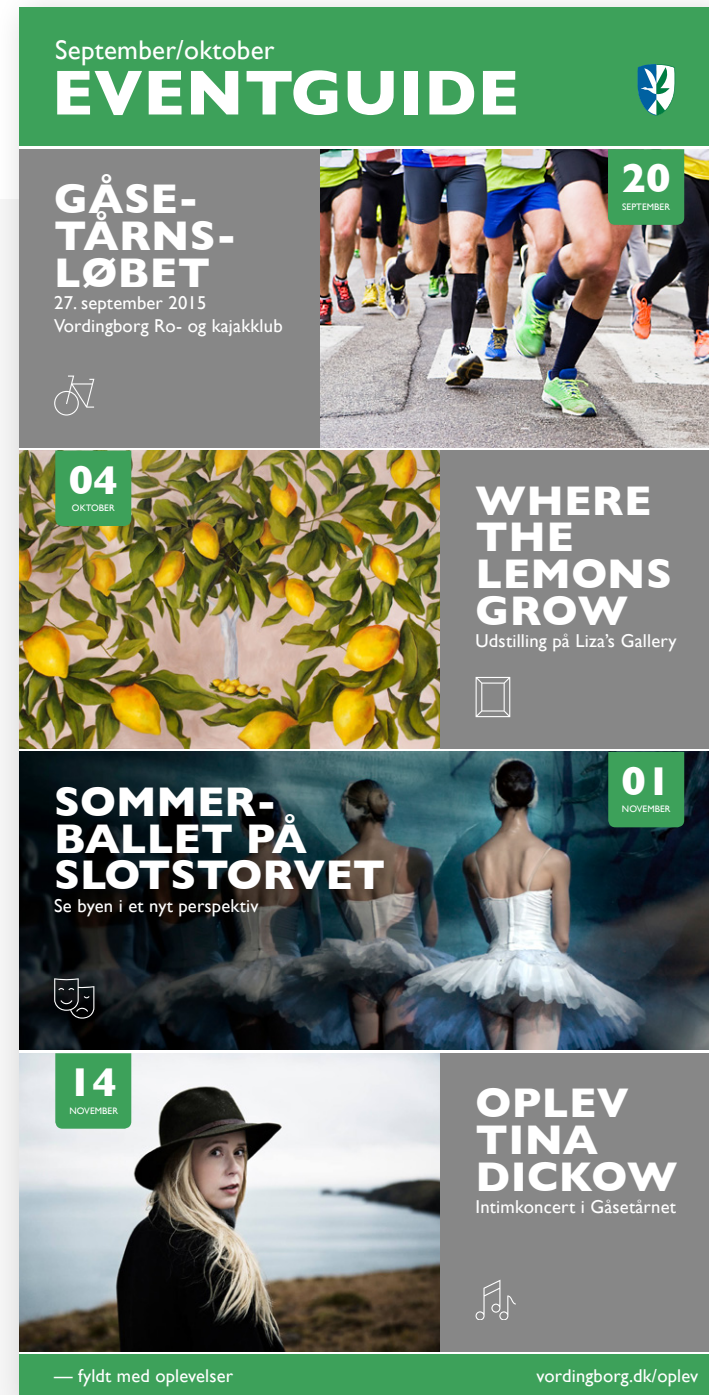 September/oktober
EVENTGUIDE
GÅSE-
TÅRNS-
LØBET
27. september 2015
Vordingborg Ro- og kajakklub
20
SEPTEMBER
04
OKTOBER
WHERE
THE
LEMONS
GROW
Udstilling på Liza's Gallery
SOMMER-
BALLET PÅ
SLOTSTORVET
Se byen i et nyt perspektiv
01
NOVEMBER
14
NOVEMBER
OPLEV
TINA
DICKOW
Intimkoncert i Gåsetårnet
— fyldt med oplevelser
vordingborg.dk/oplev